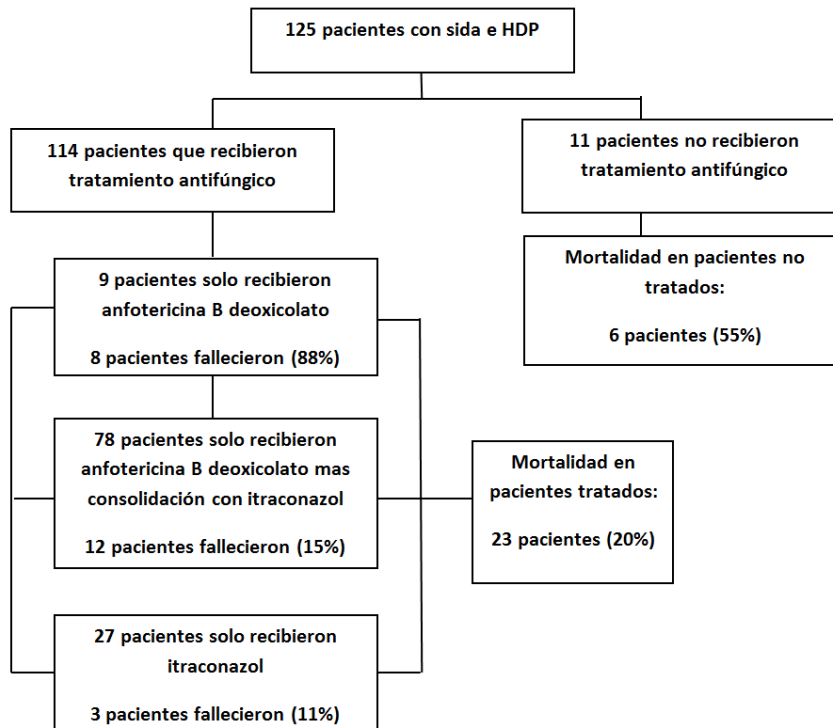 125 pacientes con sida e HDP
114 pacientes que recibieron
tratamiento antifúngico
11 pacientes no recibieron
tratamiento antifúngico
Mortalidad en pacientes no
tratados:
6 pacientes (55%)
9 pacientes solo recibieron
anfotericina B deoxicolato
8 pacientes fallecieron (88%)
78 pacientes solo recibieron
anfotericina B deoxicolato mas
consolidación con itraconazol
12 pacientes fallecieron (15%)
Mortalidad en
pacientes tratados:
23 pacientes (20%)
27 pacientes solo recibieron
itraconazol
3 pacientes fallecieron (11%)